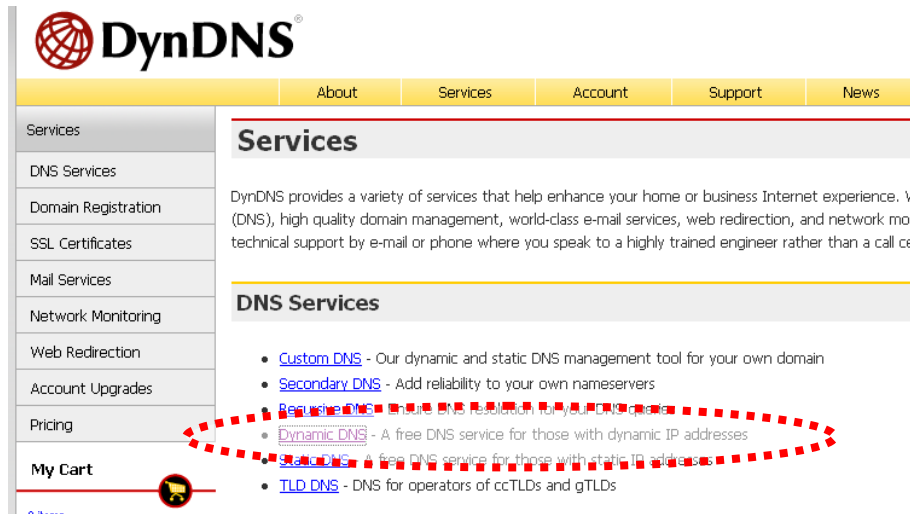 DynDNS®
About Services Account Support News
Services
DNS Services
Domain Registration
SSL Certificates
Mail Services
Network Monitoring
Web Redirection
Account Upgrades
Pricing
My Cart
Services
DynDNS provides a variety of services that help enhance your home or business Internet experience.
(DNS), high quality domain management, world-class e-mail services, web redirection, and network mo
technical support by e-mail or phone where you speak to a highly trained engineer rather than a call ce
DNS Services
• Custom DNS - Our dynamic and static DNS management tool for your own domain
• Secondary DNS - Add reliability to your own nameservers
• Recursive DNS - Ensure DNS resolution for your DNS queries
• Dynamic DNS - A free DNS service for those with dynamic IP addresses
• Static DNS - A free DNS service for those with static IP addresses
• TLD DNS - DNS for operators of ccTLDs and gTLDs